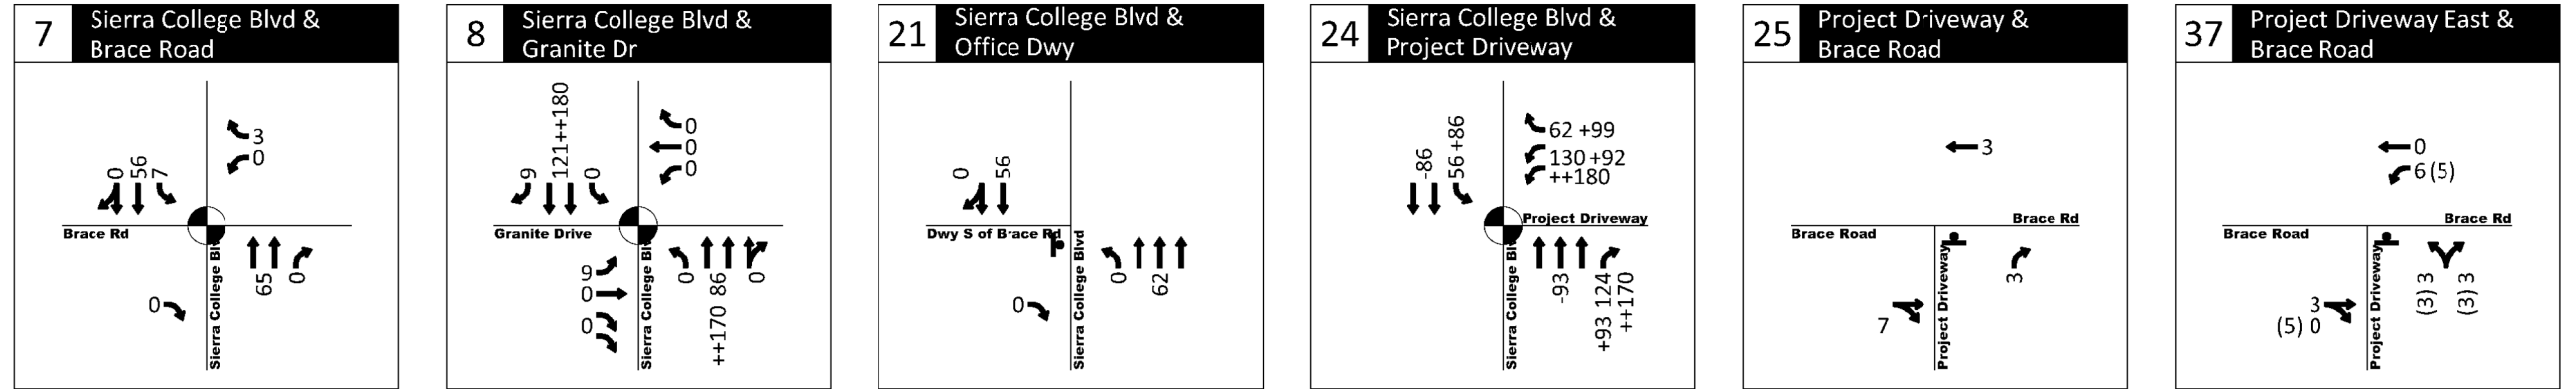 7
Sierra College Blvd &
Brace Road
0
56
7
3
0
Brace Rd
65
0
0
Sierra College Blv
8
Sierra College Blvd &
Granite Dr
9
121++180
0
0
0
0
Granite Drive
9
0
0
0
++170 86
0
Sierra College Blv
21
Sierra College Blvd &
Office Dwy
0
56
Dwy S of Brace Rd
0
62
0
Sierra College Blvd
24
Sierra College Blvd &
Project Driveway
-86
56 +86
62 +99
130 +92
++180
Project Driveway
-93
+93 124
++170
Sierra College Blv
25
Project Driveway &
Brace Road
3
Brace Road
Brace Rd
3
7
Project Driveway
37
Project Driveway East &
Brace Road
0
6 (5)
Brace Road
Brace Rd
3
(5) 0
(3) 3
(3) 3
Project Driveway